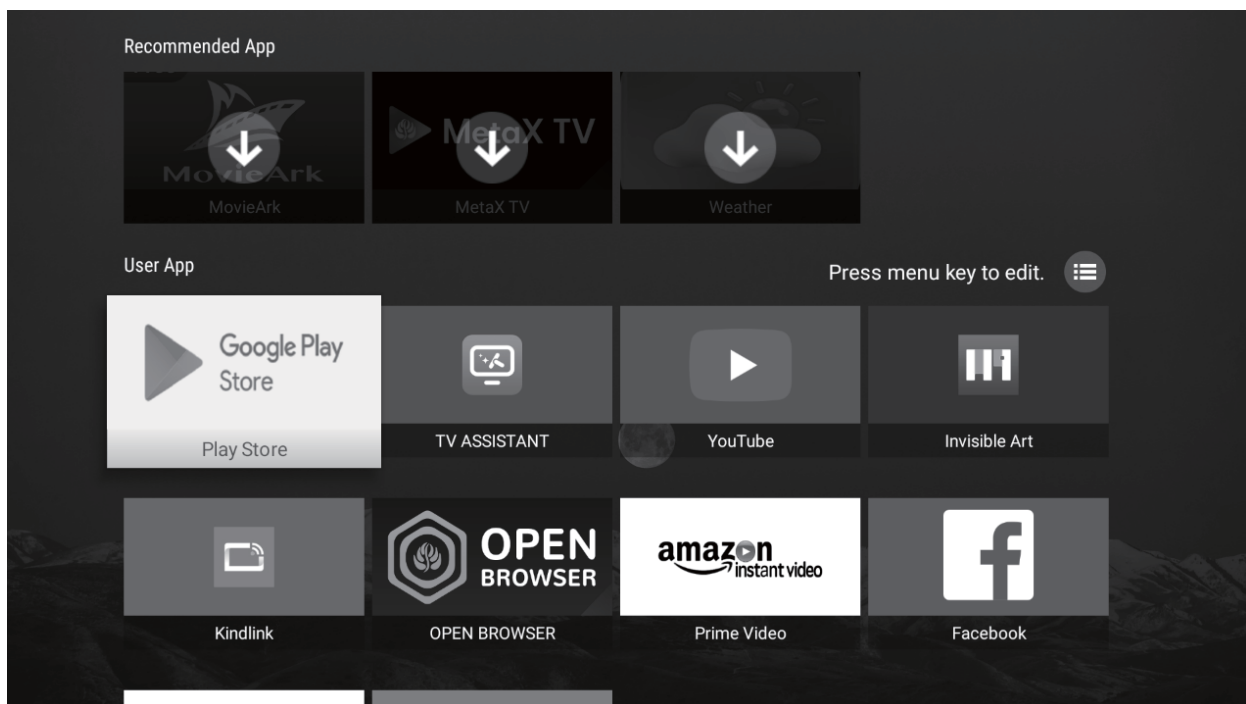 Recommended App
MovieArk
MetaX TV
MovieArk
MetaX TV
Weather
User App
Press menu key to edit.
Google Play
Store
Play Store
TV ASSISTANT
YouTube
Invisible Art
OPEN
BROWSER
amazon
instant video
Kindlink
OPEN BROWSER
Prime Video
Facebook